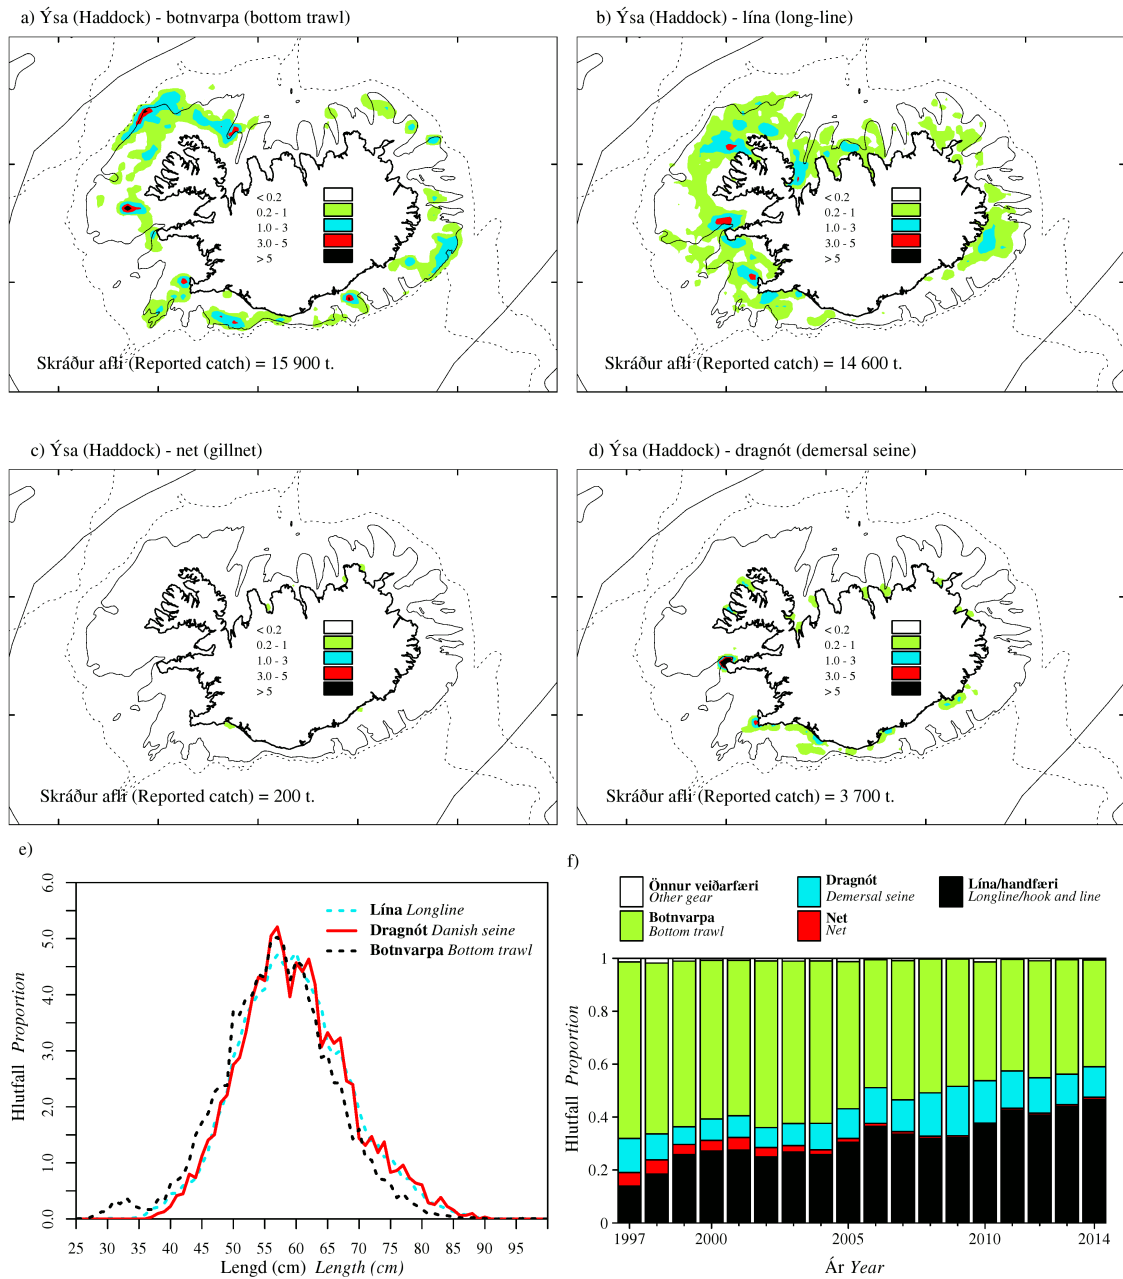 a) Ýsa (Haddock) - botnvarpa (bottom trawl)
< 0.2
0.2 - 1
1.0 - 3
3.0 - 5
> 5
Skráður afli (Reported catch) = 15 900 t.
b) Ýsa (Haddock) - lína (long-line)
< 0.2
0.2 - 1
1.0 - 3
3.0 - 5
> 5
Skráður afli (Reported catch) = 14 600 t.
c) Ýsa (Haddock) - net (gillnet)
< 0.2
0.2 - 1
1.0 - 3
3.0 - 5
> 5
Skráður afli (Reported catch) = 200 t.
d) Ýsa (Haddock) - dragnót (demersal seine)
< 0.2
0.2 - 1
1.0 - 3
3.0 - 5
> 5
Skráður afli (Reported catch) = 3 700 t.
e)
Hlutfall Proportion
6.0
5.0
4.0
3.0
2.0
1.0
0.0
Lína Longline
Dragnót Danish seine
Botnvarpa Bottom trawl
25 30 35 40 45 50 55 60 65 70 75 80 85 90 95
Lengd (cm) Length (cm)
f)
Önnur veiðarfæri
Other gear
Dragnót
Demersal seine
Lína/handfæri
Longline/hook and line
Botnvarpa
Bottom trawl
Net
Net
Hlutfall Proportion
1
0.8
0.6
0.4
0.2
0
1997 2000 2005 2010 2014
Ár Year